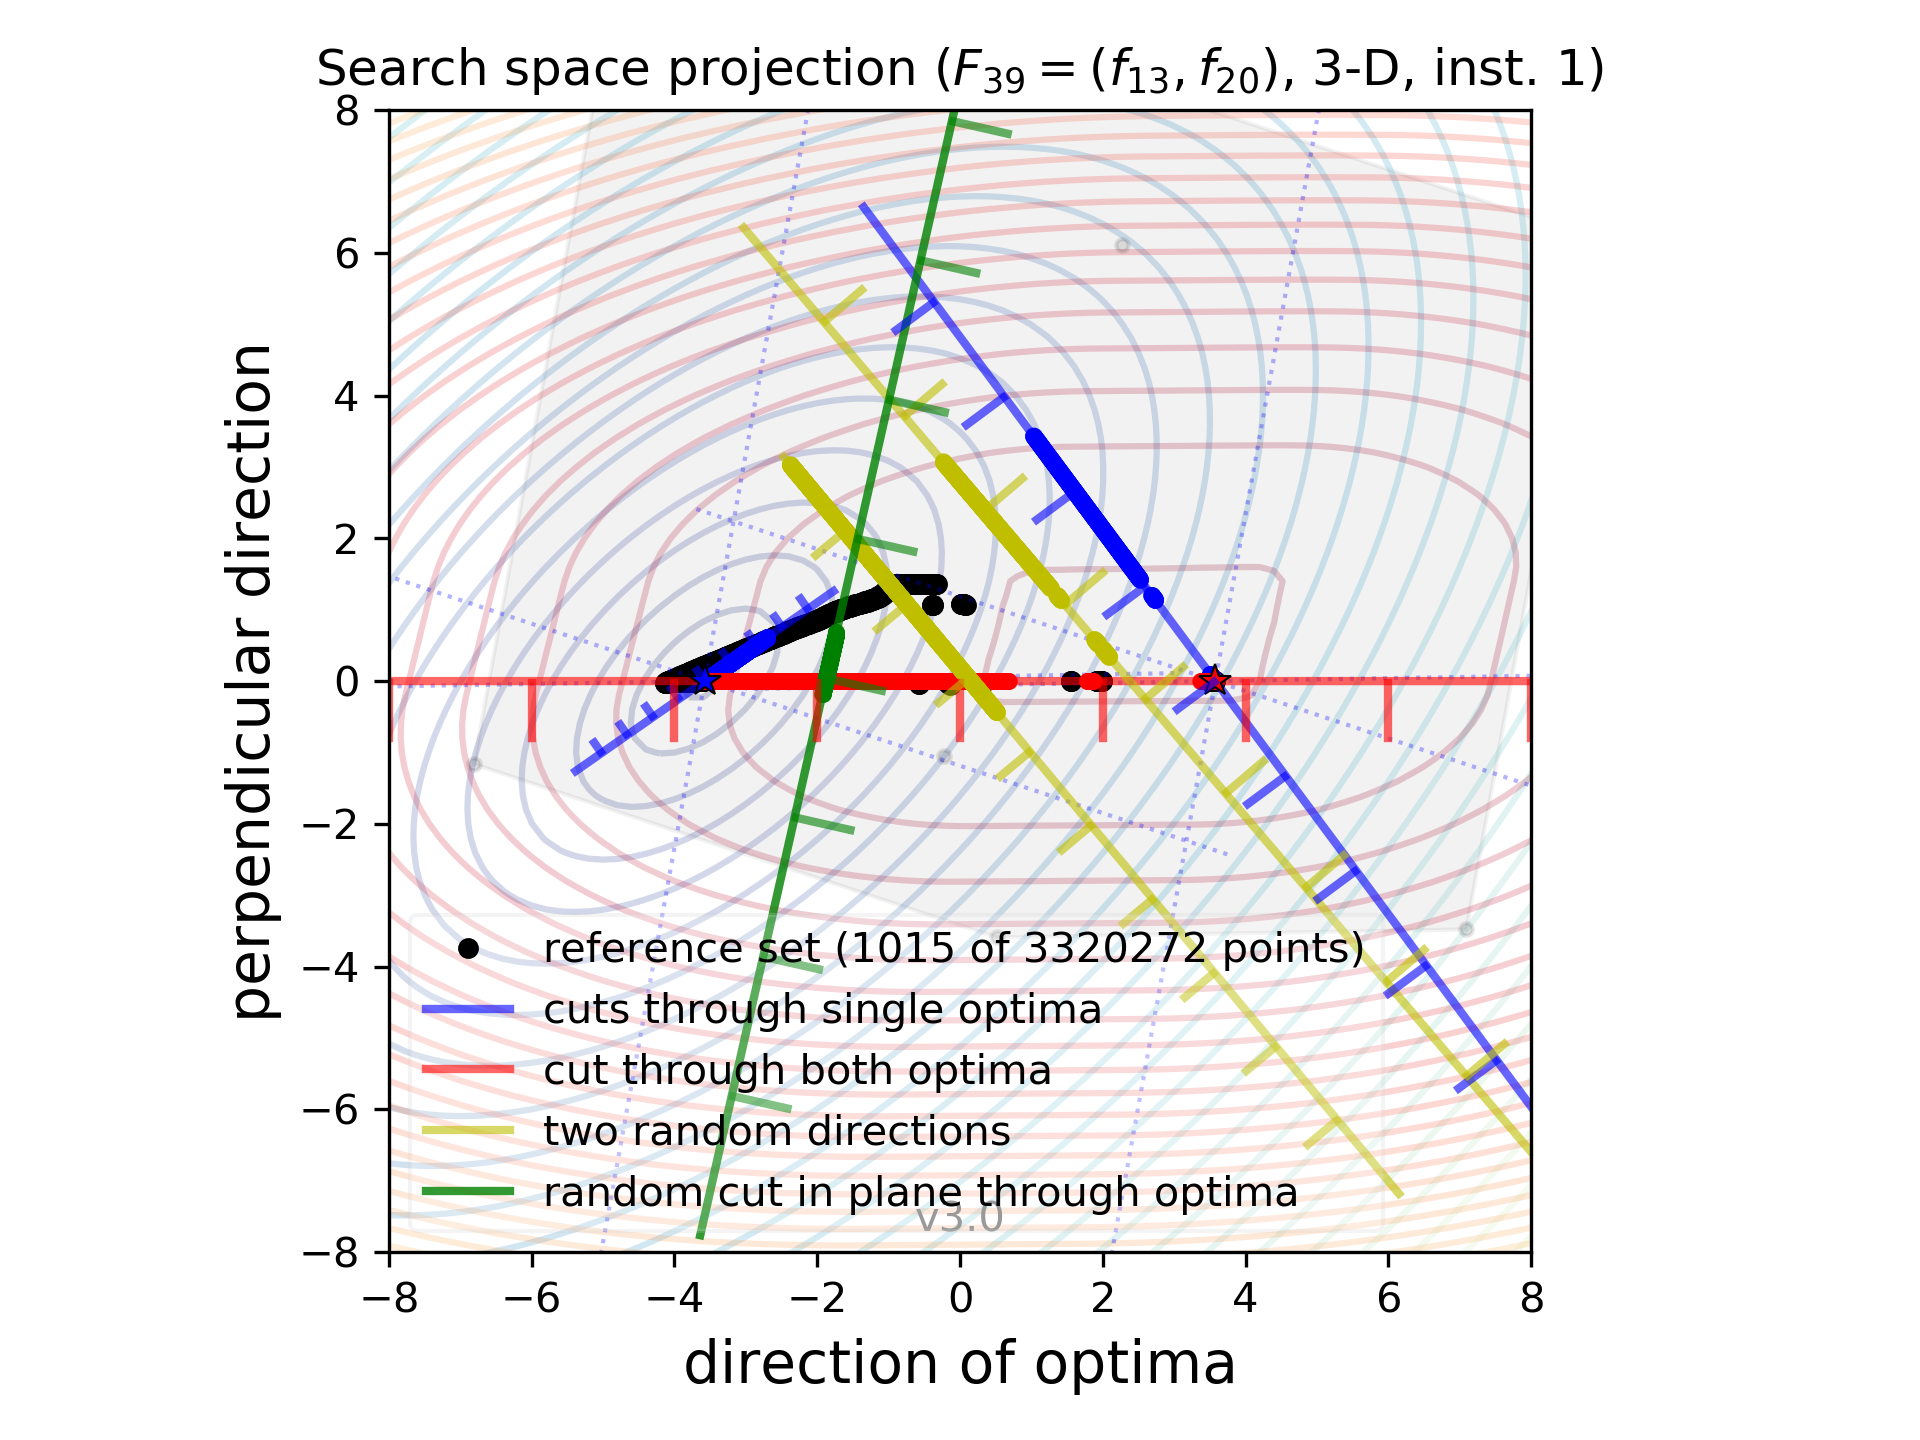 Search space projection (F39 = (f13, f20), 3-D, inst. 1)
8
6
4
2
0
−2
−4
−6
−8
perpendicular direction
reference set (1015 of 3320272 points)
cuts through single optima
cut through both optima
two random directions
random cut in plane through optima
v3.0
−8 −6 −4 −2 0 2 4 6 8
direction of optima